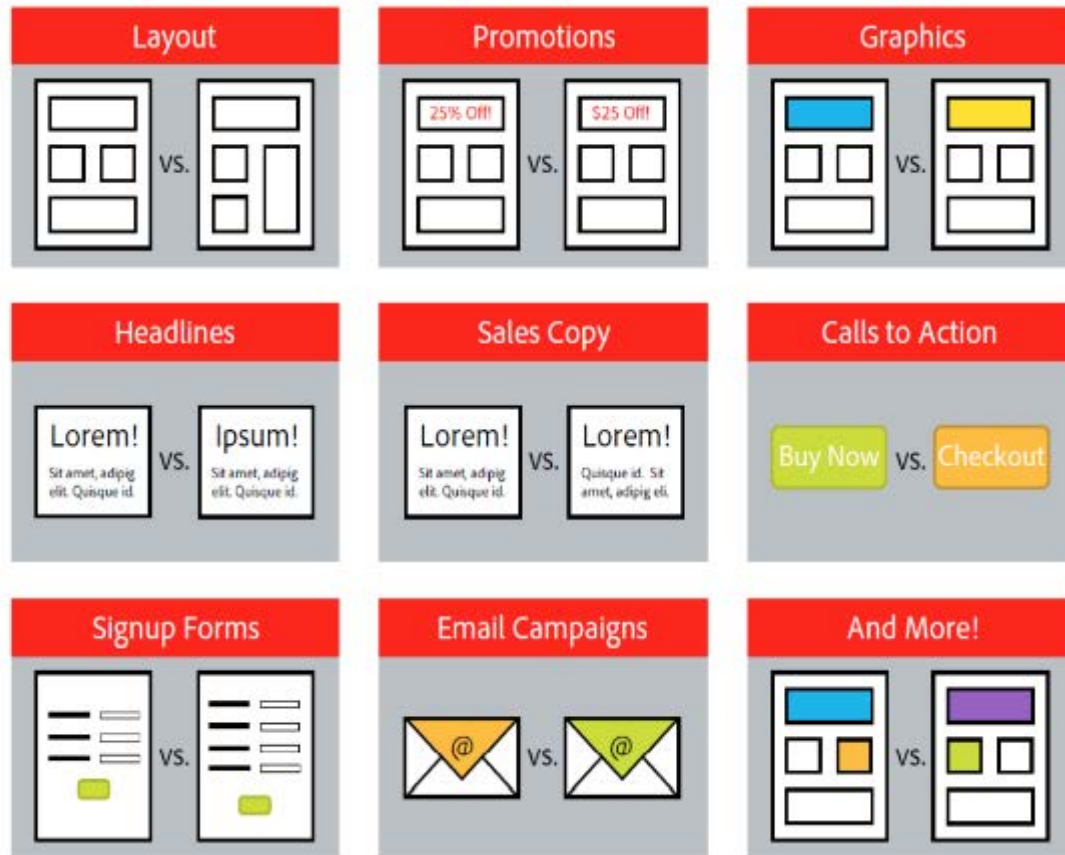 Layout
Promotions
Graphics
VS.
25% Off!
VS.
$25 Off!
VS.
Headlines
Sales Copy
Calls to Action
Lorem!
Sit amet, adipig
elit. Quisque id.
VS.
Ipsum!
Sit amet, adipig
elit. Quisque id.
Lorem!
Sit amet, adipig
elit. Quisque id.
VS.
Lorem!
Quisque id. Sit
amet, adipig eli.
Buy Now
VS.
Checkout
Signup Forms
Email Campaigns
And More!
VS.
@
VS.
@
VS.